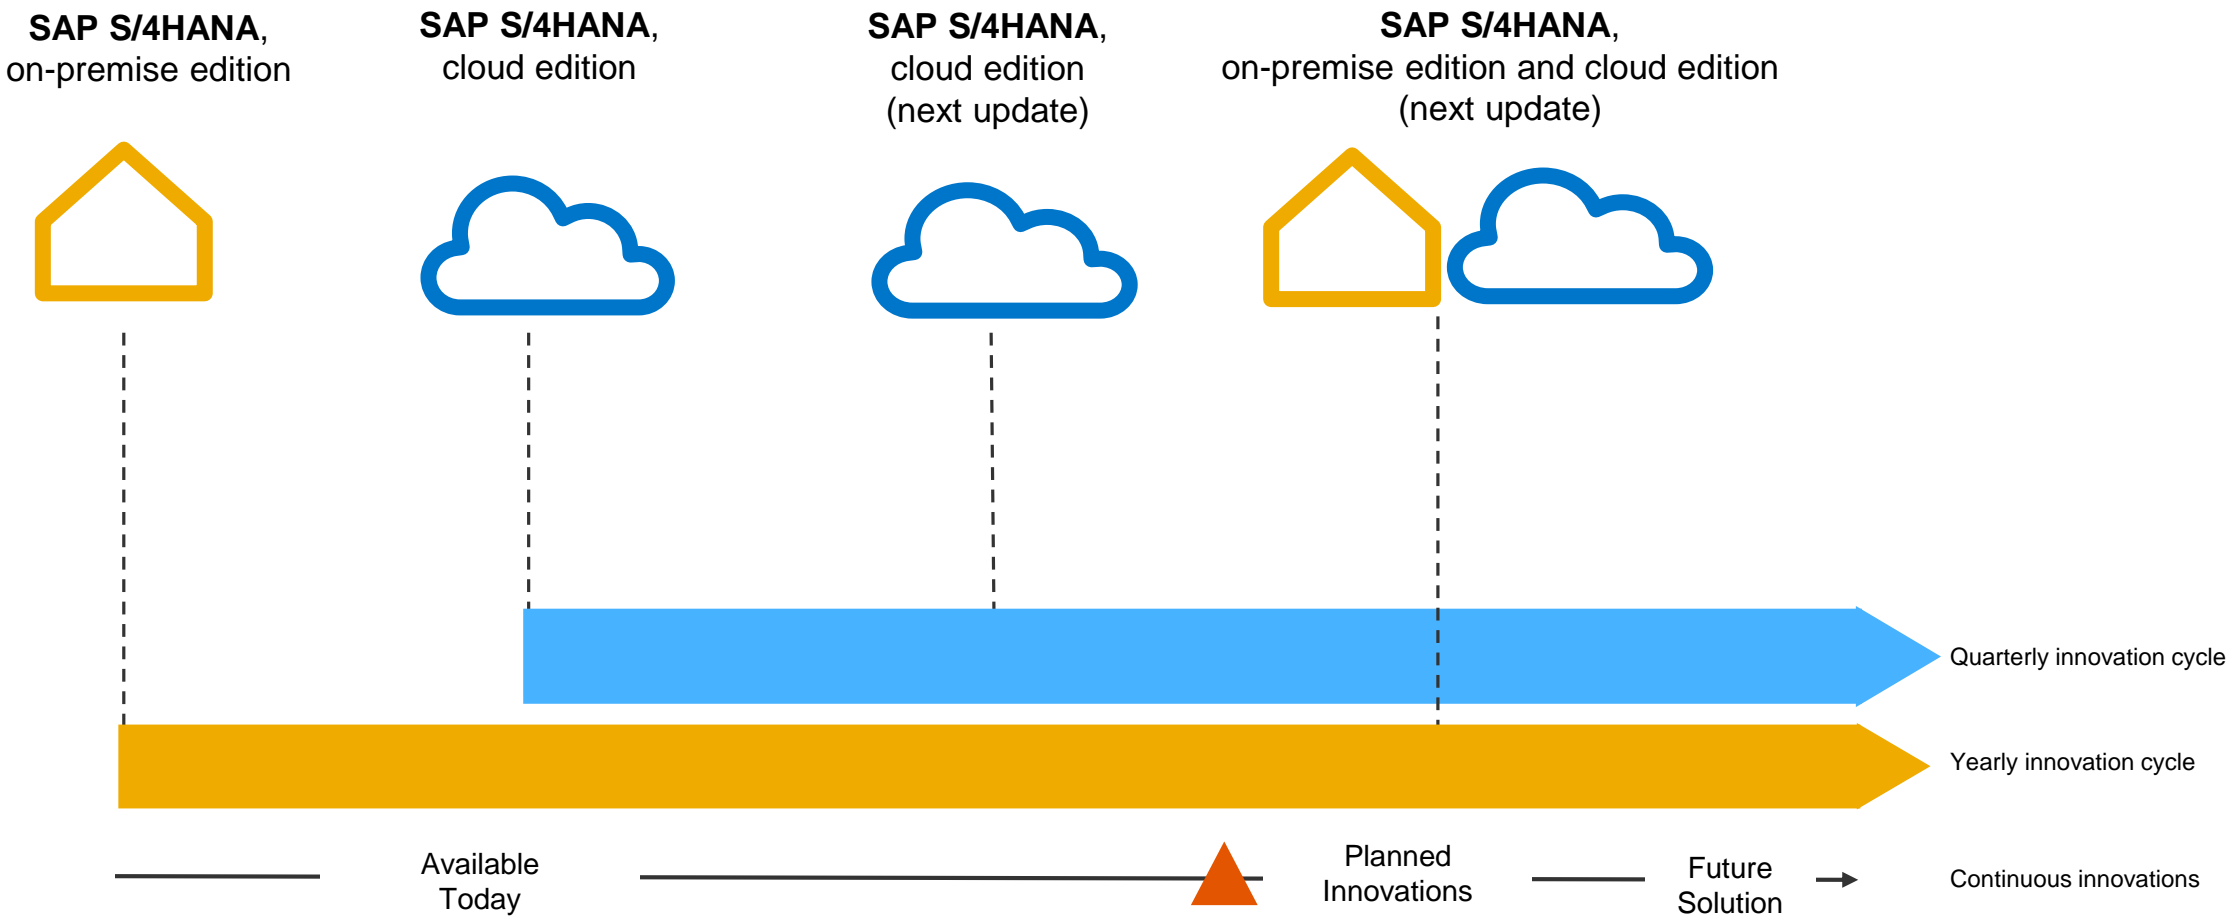 SAP S/4HANA,
on-premise edition
SAP S/4HANA,
cloud edition
SAP S/4HANA,
cloud edition
(next update)
SAP S/4HANA,
on-premise edition and cloud edition
(next update)
Quarterly innovation cycle
Yearly innovation cycle
Available
Today
Planned
Innovations
Future
Solution
Continuous innovations